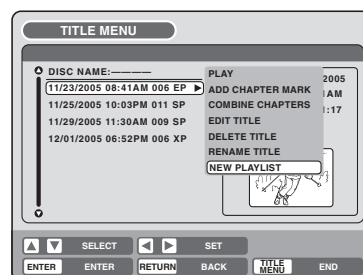 TITLE MENU
DISC NAME:————
11/23/2005 08:41AM 006 EP
11/25/2005 10:03PM 011 SP
11/29/2005 11:30AM 009 SP
12/01/2005 06:52PM 006 XP
PLAY
ADD CHAPTER MARK
COMBINE CHAPTERS
EDIT TITLE
DELETE TITLE
RENAME TITLE
NEW PLAYLIST
2005
AM
:17
SELECT SET
ENTER ENTER RETURN BACK TITLE MENU END